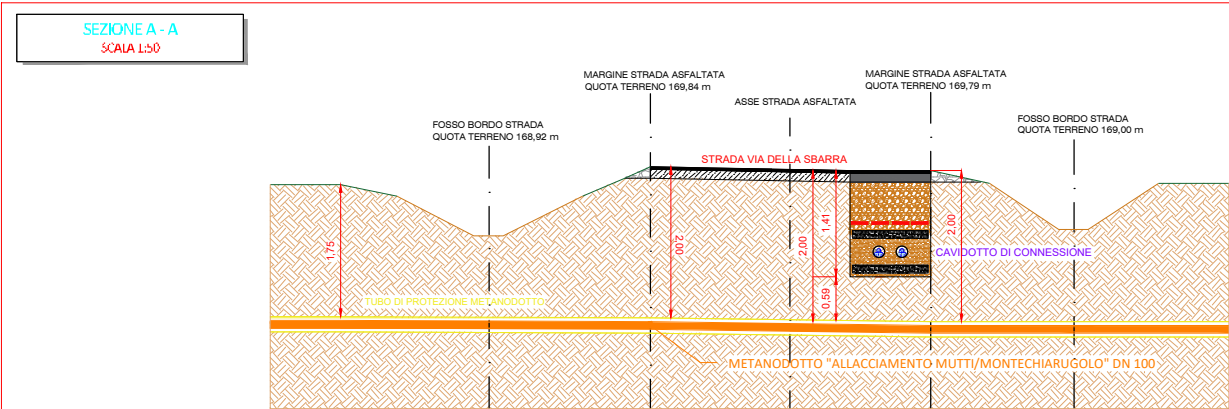 SEZIONE A - A
SCALA 1:50
MARGINE STRADA ASFALTATA
QUOTA TERRENO 169,84 m
MARGINE STRADA ASFALTATA
QUOTA TERRENO 169,79 m
ASSE STRADA ASFALTATA
FOSSO BORDO STRADA
QUOTA TERRENO 168,92 m
FOSSO BORDO STRADA
QUOTA TERRENO 169,00 m
STRADA VIA DELLA SBARRA
1,75
2,00
2,00
1,41
0,59
2,00
CAVIDOTTO DI CONNESSIONE
TUBO DI PROTEZIONE METANODOTTO
METANODOTTO "ALLACCIAMENTO MUTTI/MONTECHIARUGOLO" DN 100